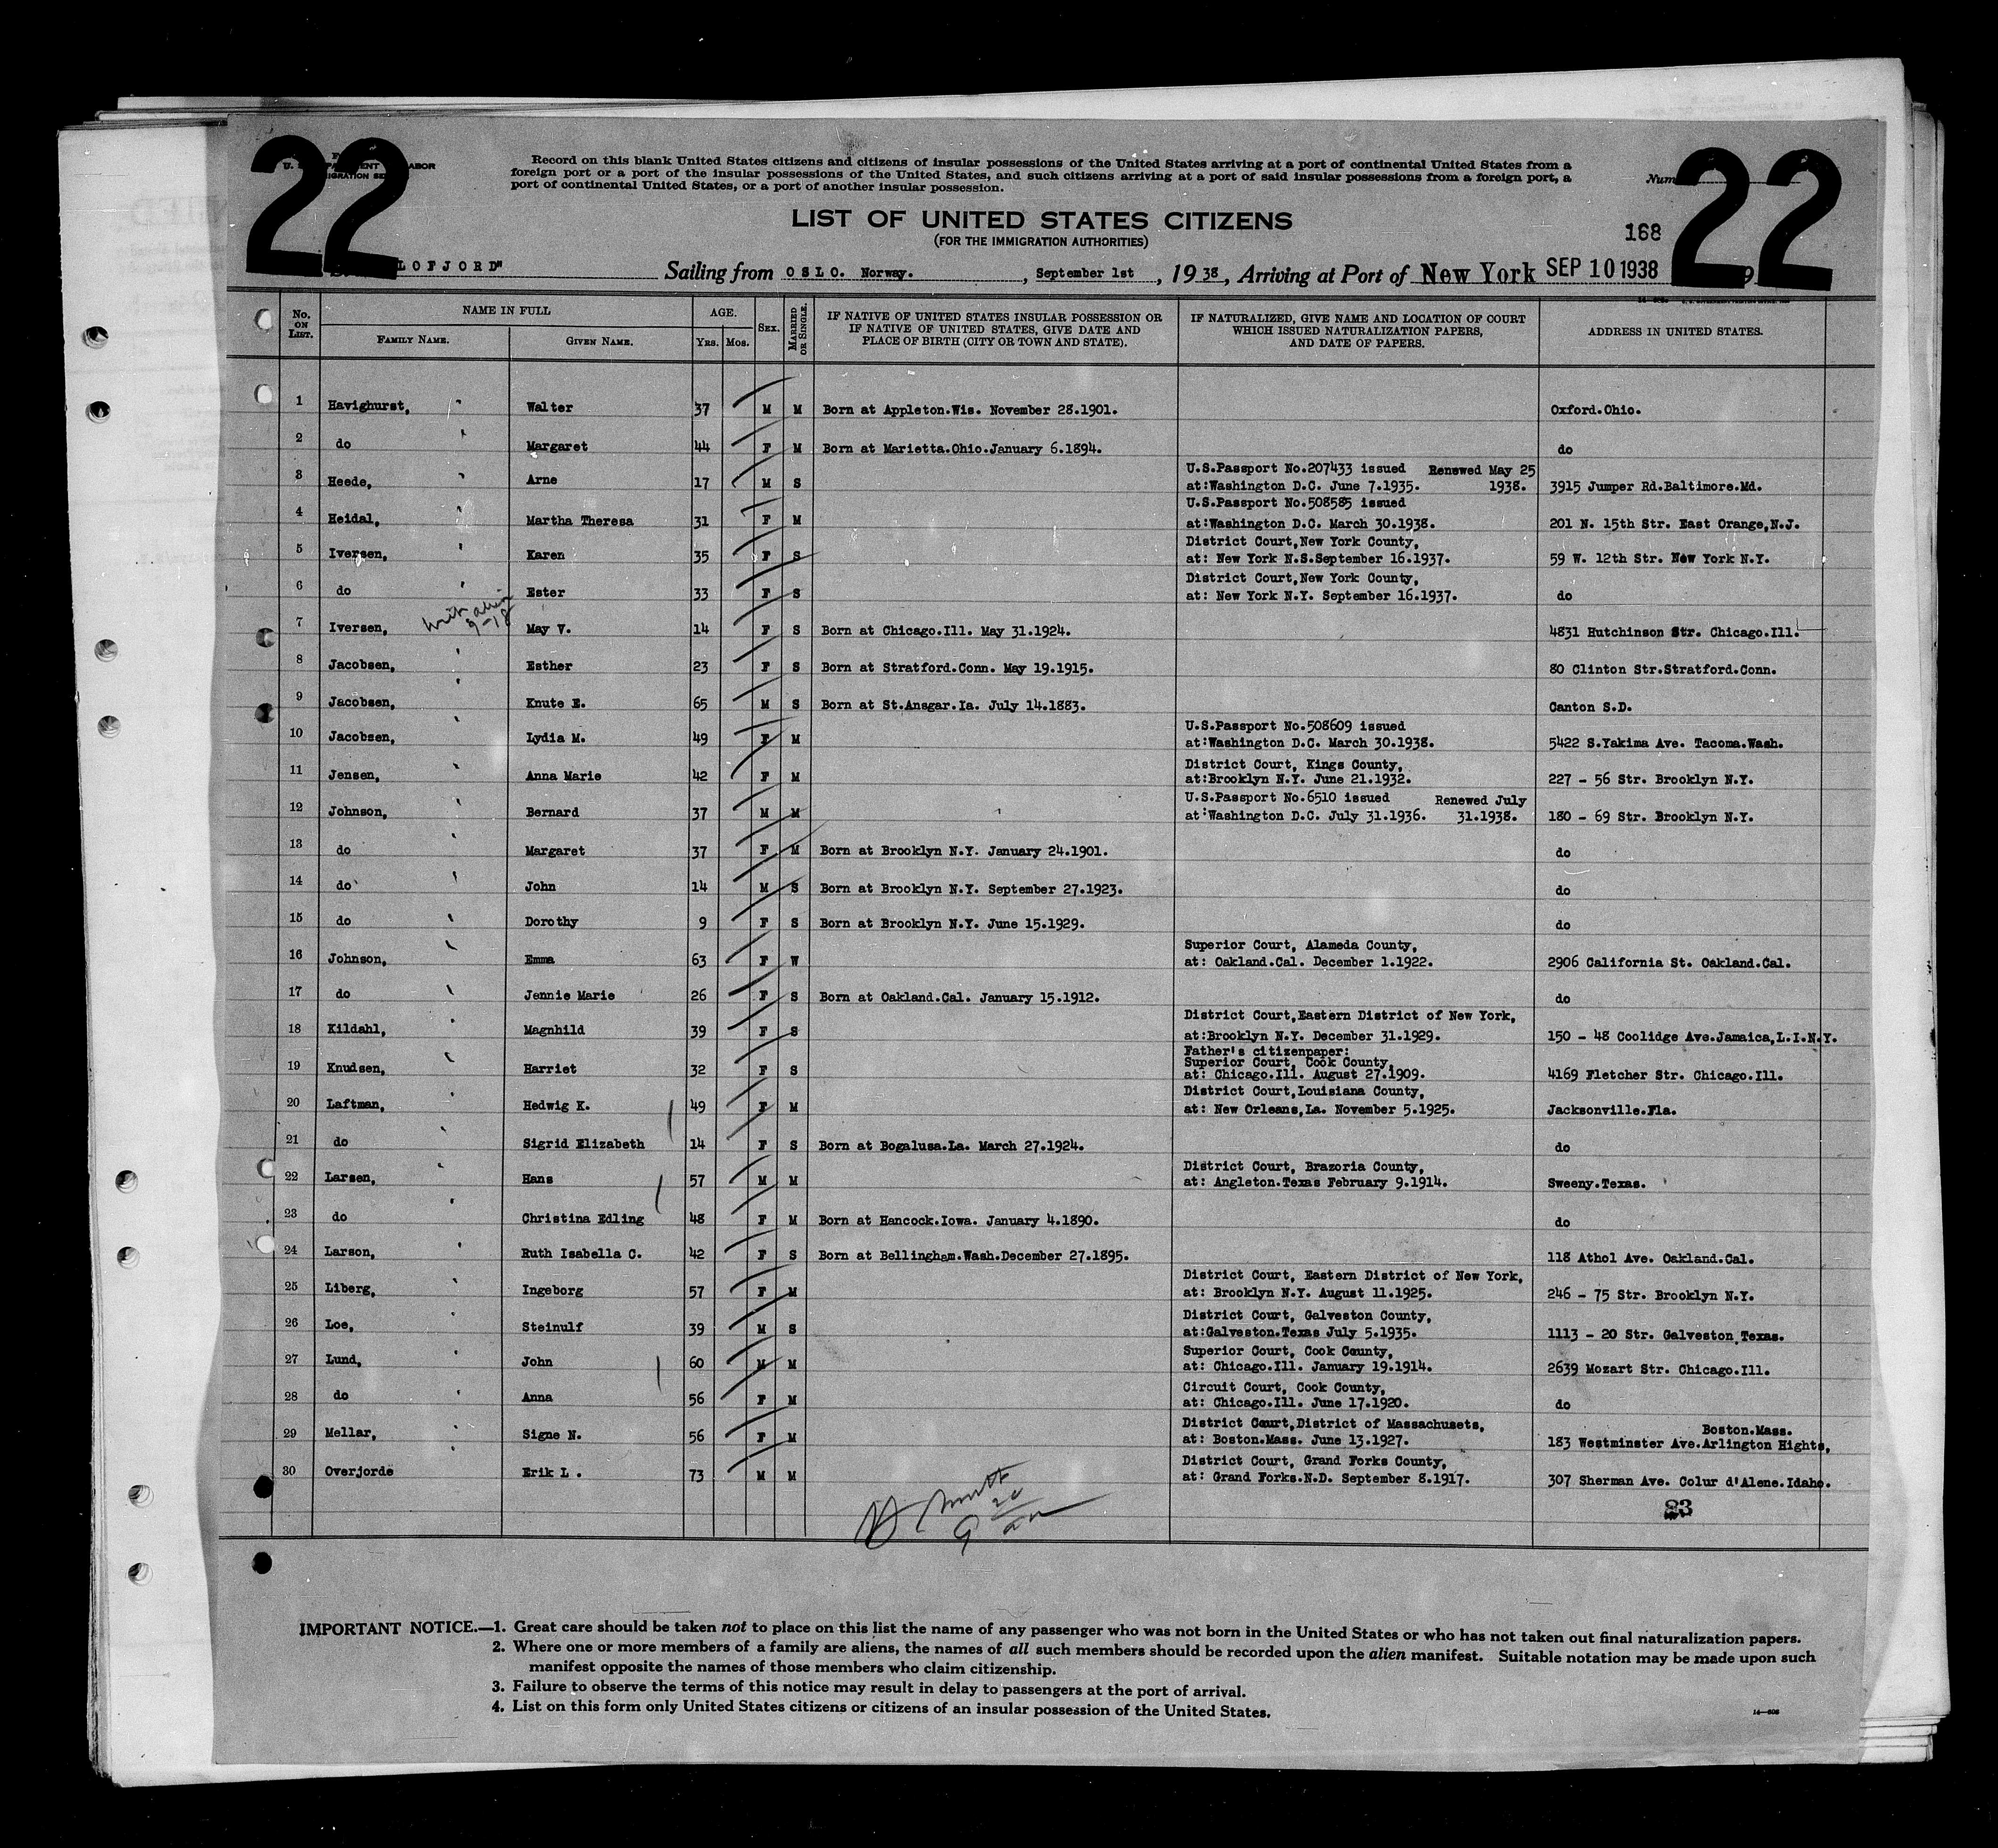 22
22
Record on this blank United States citizens and citizens of insular possessions of the United States arriving at a port of continental United States from a
foreign port or a port of the insular possessions of the United States, and such citizens arriving at a port of said insular possessions from a foreign port, a
port of continental United States, or a port of another insular possession.
LIST OF UNITED STATES CITIZENS
(FOR THE IMMIGRATION AUTHORITIES)
168
LOFJORD" Sailing from OSLO. Norway. , September 1st , 19 38, Arriving at Port of New York SEP 10 1938
No. ON LIST. NAME IN FULL FAMILY NAME. GIVEN NAME. AGE. YRS. MOS. SEX. MARRIED OR SINGLE. IF NATIVE OF UNITED STATES INSULAR POSSESSION OR IF NATIVE OF UNITED STATES, GIVE DATE AND PLACE OF BIRTH (CITY OR TOWN AND STATE). IF NATURALIZED, GIVE NAME AND LOCATION OF COURT WHICH ISSUED NATURALIZATION PAPERS, AND DATE OF PAPERS. ADDRESS IN UNITED STATES.
1 Havighurst, Walter 37 M M Born at Appleton.Wis. November 28.1901. Oxford.Ohio.
2 do Margaret 44 F M Born at Marietta.Ohio.January 6.1894. do
U.S.Passport No.207433 issued Renewed May 25
3 Heede, Arne 17 M S at:Washington D.C. June 7.1935. 1938. 3915 Jumper Rd.Baltimore.Md.
U.S.Passport No.508585 issued
4 Heidal, Martha Theresa 31 F M at:Washington D.C. March 30.1938. 201 N. 15th Str. East Orange,N.J.
District Court,New York County,
5 Iversen, Karen 35 F S at: New York N.S.September 16.1937. 59 W. 12th Str. New York N.Y.
District Court,New York County,
6 do Ester 33 F S at: New York N.Y. September 16.1937. do
with alien
9-18
7 Iversen, May V. 14 F S Born at Chicago.Ill. May 31.1924. 4831 Hutchinson Str. Chicago.Ill.
8 Jacobsen, Esther 23 F S Born at Stratford.Conn. May 19.1915. 80 Clinton Str.Stratford.Conn.
9 Jacobsen, Knute E. 65 M S Born at St.Ansgar.Ia. July 14.1883. Canton S.D.
U.S.Passport No.508609 issued
10 Jacobsen, Lydia M. 49 F M at:Washington D.C. March 30.1938. 5422 S.Yakima Ave. Tacoma.Wash.
District Court, Kings County,
11 Jensen, Anna Marie 42 F M at:Brooklyn N.Y. June 21.1932. 227 - 56 Str. Brooklyn N.Y.
U.S.Passport No.6510 issued Renewed July
12 Johnson, Bernard 37 M M at:Washington D.C. July 31.1936. 31.1938. 180 - 69 Str. Brooklyn N.Y.
13 do Margaret 37 F M Born at Brooklyn N.Y. January 24.1901. do
14 do John 14 M S Born at Brooklyn N.Y. September 27.1923. do
15 do Dorothy 9 F S Born at Brooklyn N.Y. June 15.1929. do
Superior Court, Alameda County,
16 Johnson, Emma 63 F W at: Oakland.Cal. December 1.1922. 2906 California St. Oakland.Cal.
17 do Jennie Marie 26 F S Born at Oakland.Cal. January 15.1912. do
District Court,Eastern District of New York,
18 Kildahl, Magnhild 39 F S at:Brooklyn N.Y. December 31.1929. 150 - 48 Coolidge Ave.Jamaica,L.I.N.Y.
Father's citizenpaper:
Superior Court, Cook County,
19 Knudsen, Harriet 32 F S at: Chicago.Ill. August 27.1909. 4169 Fletcher Str. Chicago.Ill.
District Court,Louisiana County,
20 Laftman, Hedwig K. 49 F M at: New Orleans,La. November 5.1925. Jacksonville.Fla.
21 do Sigrid Elizabeth 14 F S Born at Bogalusa.La. March 27.1924. do
District Court, Brazoria County,
22 Larsen, Hans 57 M M at: Angleton.Texas February 9.1914. Sweeny.Texas.
23 do Christina Edling 48 F M Born at Hancock.Iowa. January 4.1890. do
24 Larson, Ruth Isabella C. 42 F S Born at Bellingham.Wash.December 27.1895. 118 Athol Ave. Oakland.Cal.
District Court, Eastern District of New York,
25 Liberg, Ingeborg 57 F M at: Brooklyn N.Y. August 11.1925. 246 - 75 Str. Brooklyn N.Y.
District Court, Galveston County,
26 Loe, Steinulf 39 M S at:Galveston.Texas July 5.1935. 1113 - 20 Str. Galveston Texas.
Superior Court, Cook County,
27 Lund, John 60 M M at: Chicago.Ill. January 19.1914. 2639 Mozart Str. Chicago.Ill.
Circuit Court, Cook County,
28 do Anna 56 F M at: Chicago.Ill. June 17.1920. do
District Court,District of Massachusets, Boston.Mass.
29 Mellar, Signe N. 56 F M at: Boston.Mass. June 13.1927. 183 Westminster Ave.Arlington Hights,
District Court, Grand Forks County,
30 Overjorde Erik L . 73 M M at: Grand Forks.N.D. September 8.1917. 307 Sherman Ave. Colur d'Alene.Idaho.
IMPORTANT NOTICE.—1. Great care should be taken not to place on this list the name of any passenger who was not born in the United States or who has not taken out final naturalization papers.
2. Where one or more members of a family are aliens, the names of all such members should be recorded upon the alien manifest. Suitable notation may be made upon such
manifest opposite the names of those members who claim citizenship.
3. Failure to observe the terms of this notice may result in delay to passengers at the port of arrival.
4. List on this form only United States citizens or citizens of an insular possession of the United States.